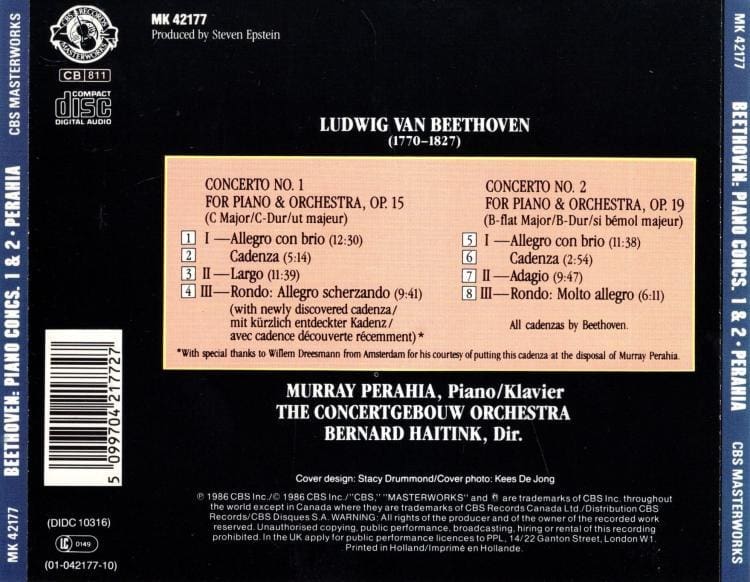 CBS MASTERWORKS
BEETHOVEN: PIANO CONCS. 1 & 2 • PERAHIA
MK 42177
CBS RECORDS
MASTERWORKS
CB 811
COMPACT
disc
DIGITAL AUDIO
MK 42177
Produced by Steven Epstein
LUDWIG VAN BEETHOVEN
(1770–1827)
CONCERTO NO. 1
FOR PIANO & ORCHESTRA, OP. 15
(C Major/C-Dur/ut majeur)
1 I—Allegro con brio (12:30)
2 Cadenza (5:14)
3 II—Largo (11:39)
4 III—Rondo: Allegro scherzando (9:41)
(with newly discovered cadenza/
mit kürzlich entdeckter Kadenz/
avec cadence découverte récemment)*
CONCERTO NO. 2
FOR PIANO & ORCHESTRA, OP. 19
(B-flat Major/B-Dur/si bémol majeur)
5 I—Allegro con brio (11:38)
6 Cadenza (2:54)
7 II—Adagio (9:47)
8 III—Rondo: Molto allegro (6:11)
All cadenzas by Beethoven.
*With special thanks to Willem Dreesmann from Amsterdam for his courtesy of putting this cadenza at the disposal of Murray Perahia.
MURRAY PERAHIA, Piano/Klavier
THE CONCERTGEBOUW ORCHESTRA
BERNARD HAITINK, Dir.
Cover design: Stacy Drummond/Cover photo: Kees De Jong
℗ 1986 CBS Inc./© 1986 CBS Inc./"CBS," "MASTERWORKS" and are trademarks of CBS Inc. throughout
the world except in Canada where they are trademarks of CBS Records Canada Ltd./Distribution CBS
Records/CBS Disques S.A. WARNING: All rights of the producer and of the owner of the recorded work
reserved. Unauthorised copying, public performance, broadcasting, hiring or rental of this recording
prohibited. In the UK apply for public performance licences to PPL, 14/22 Ganton Street, London W1.
Printed in Holland/Imprimé en Hollande.
5 099704 217727
(DIDC 10316)
LC 0149
(01-042177-10)
MK 42177
BEETHOVEN: PIANO CONCS. 1 & 2 • PERAHIA
CBS MASTERWORKS